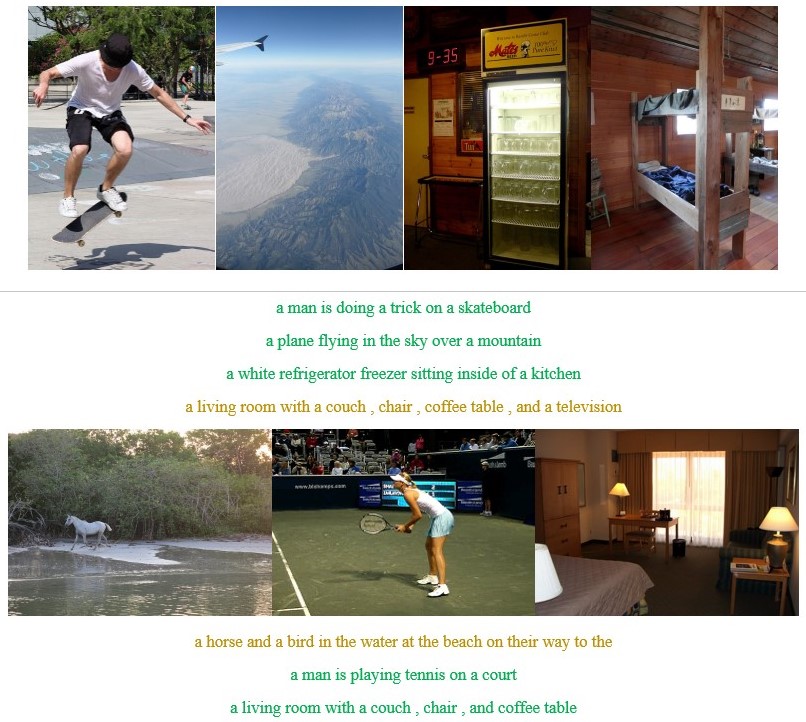 9-35
Matt's
100%
a man is doing a trick on a skateboard
a plane flying in the sky over a mountain
a white refrigerator freezer sitting inside of a kitchen
a living room with a couch , chair , coffee table , and a television
a horse and a bird in the water at the beach on their way to the
a man is playing tennis on a court
a living room with a couch , chair , and coffee table